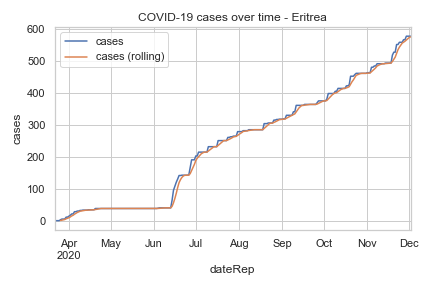 COVID-19 cases over time - Eritrea
cases
cases (rolling)
600
500
400
300
200
100
0
cases
Apr May Jun Jul Aug Sep Oct Nov Dec
2020
dateRep